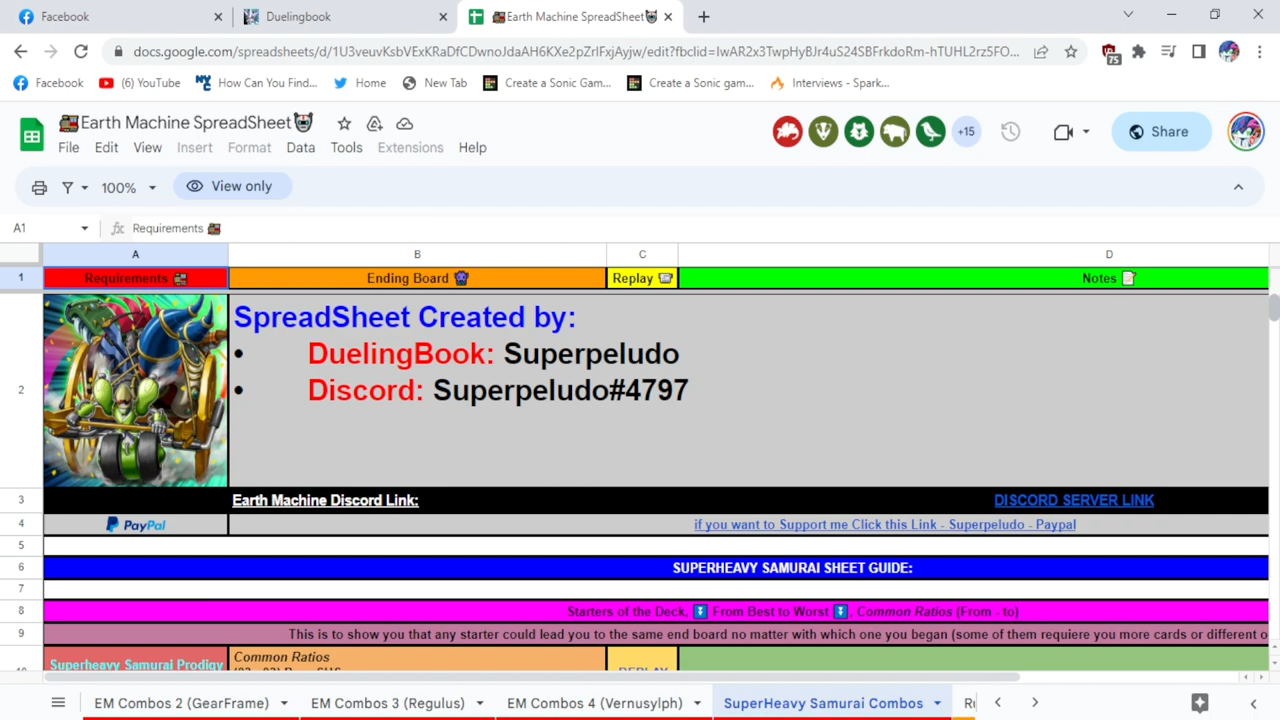 Facebook
Duelingbook
Earth Machine SpreadSheet
docs.google.com/spreadsheets/d/1U3veuvKsbVExKRaDfCDwnoJdaAH6KXe2pZrlFxjAyjw/edit?fbclid=IwAR2x3TwpHyBJr4uS24SBFrkdoRm-hTUHL2rz5FO...
75
Facebook
(6) YouTube
How Can You Find...
Home
New Tab
Create a Sonic Gam...
Create a Sonic gam...
Interviews - Spark...
Earth Machine SpreadSheet
+15
Share
File Edit View Insert Format Data Tools Extensions Help
100% View only
A1 fx Requirements
A B C D
1 Requirements Ending Board Replay Notes
2
SpreadSheet Created by:
• DuelingBook: Superpeludo
• Discord: Superpeludo#4797
3 Earth Machine Discord Link: DISCORD SERVER LINK
4 PayPal if you want to Support me Click this Link - Superpeludo - Paypal
5
6 SUPERHEAVY SAMURAI SHEET GUIDE:
7
8 Starters of the Deck, From Best to Worst . Common Ratios (From - to)
9 This is to show you that any starter could lead you to the same end board no matter with which one you began (some of them requiere you more cards or different o
Superheavy Samurai Prodigy Common Ratios REPLAY
EM Combos 2 (GearFrame) EM Combos 3 (Regulus) EM Combos 4 (Vernusylph) SuperHeavy Samurai Combos